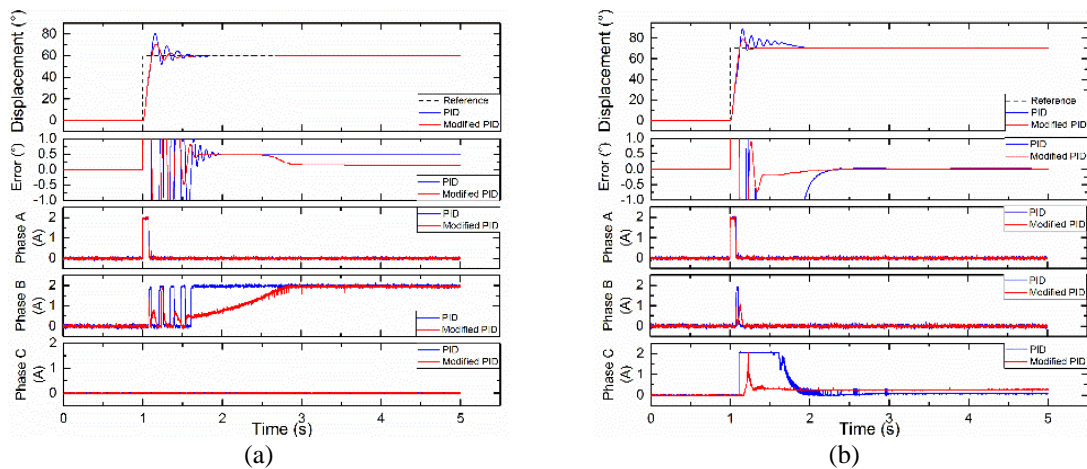 Displacement (°)
80
60
40
20
0
Reference
PID
Modified PID
Error (°)
1.0
0.5
0.0
-0.5
-1.0
PID
Modified PID
Phase A
(A)
2
1
0
PID
Modified PID
Phase B
(A)
2
1
0
PID
Modified PID
Phase C
(A)
2
1
0
PID
Modified PID
0 1 2 3 4 5
Time (s)
(a)
Displacement (°)
80
60
40
20
0
Reference
PID
Modified PID
Error (°)
1.0
0.5
0.0
-0.5
-1.0
PID
Modified PID
Phase A
(A)
2
1
0
PID
Modified PID
Phase B
(A)
2
1
0
PID
Modified PID
Phase C
(A)
2
1
0
PID
Modified PID
0 1 2 3 4 5
Time (s)
(b)